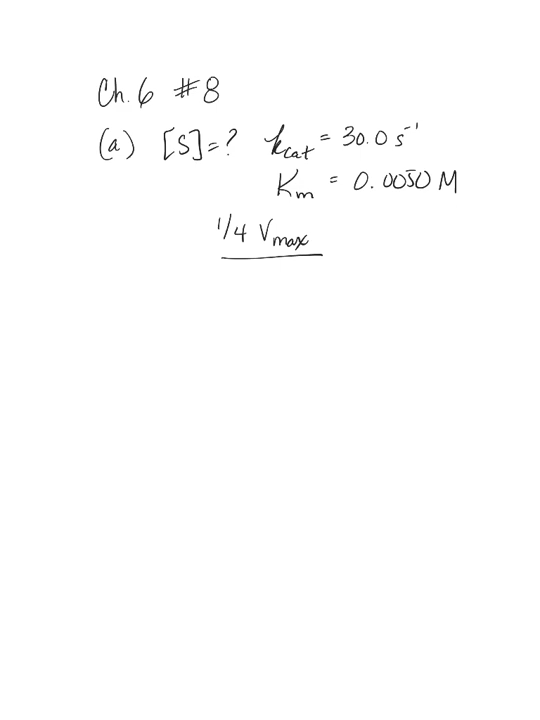 Ch. 6 #8
(a) [S]=? kcat = 30.0 s⁻¹
Km = 0.0050 M
1/4 Vmax